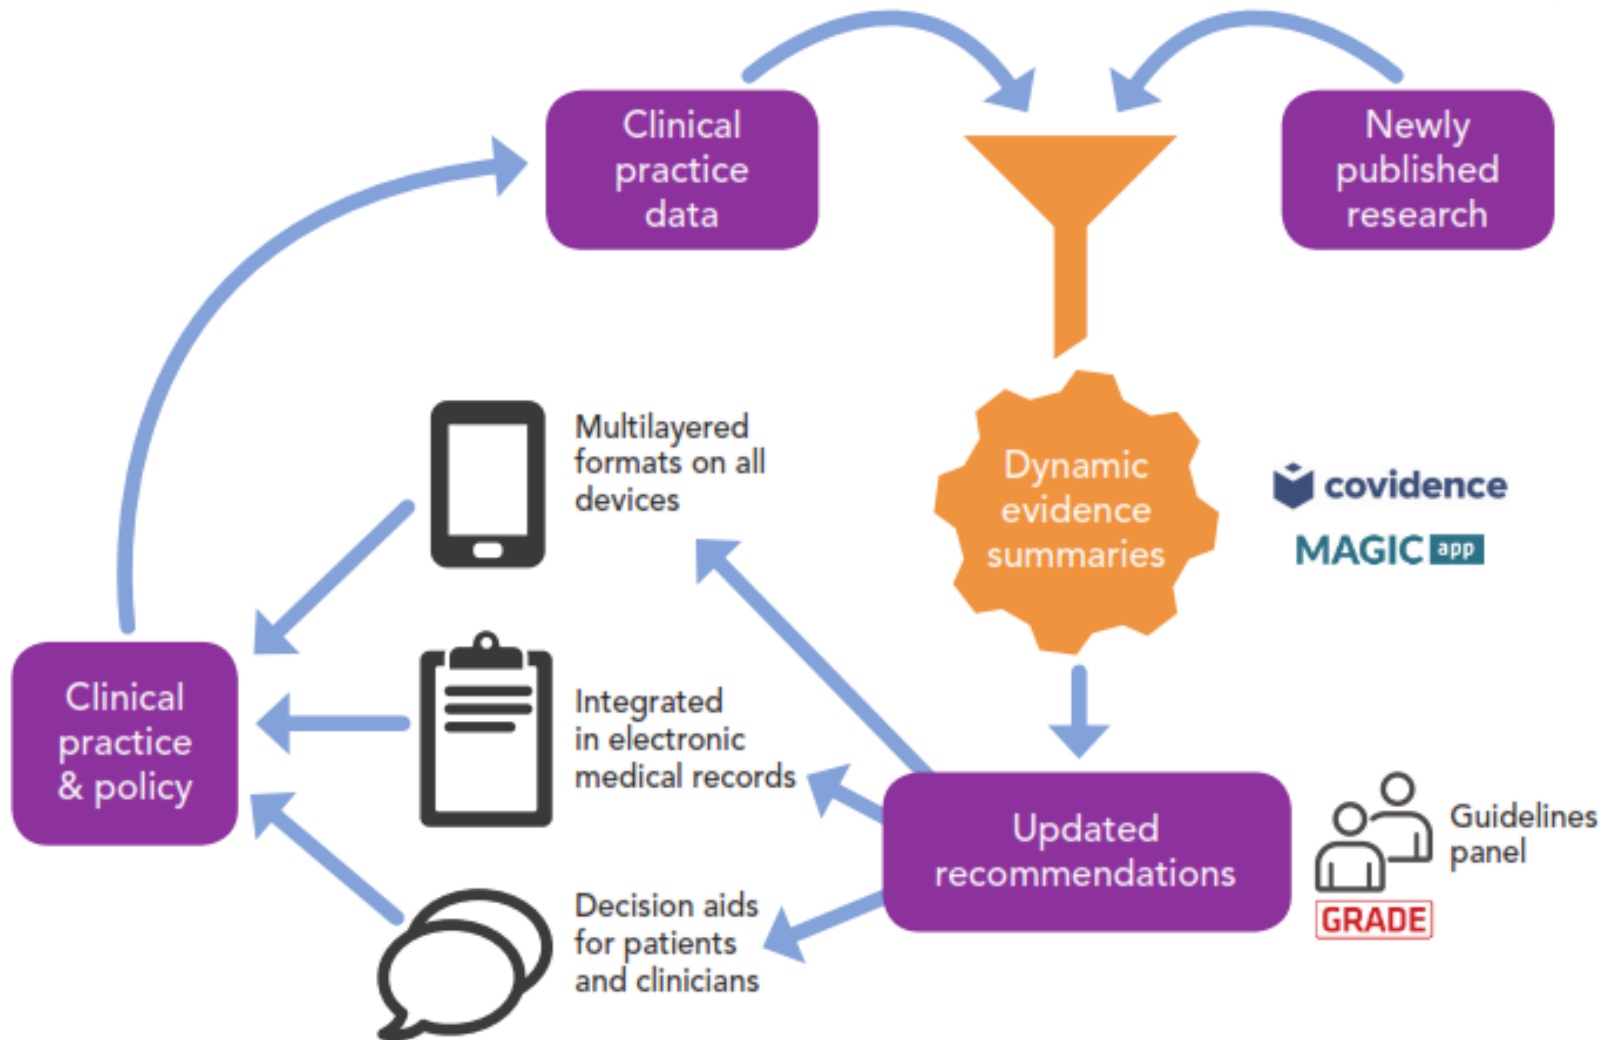 Clinical
practice
data
Newly
published
research
Multilayered
formats on all
devices
Dynamic
evidence
summaries
covidence
MAGIC app
Clinical
practice
& policy
Integrated
in electronic
medical records
Updated
recommendations
Guidelines
panel
GRADE
Decision aids
for patients
and clinicians